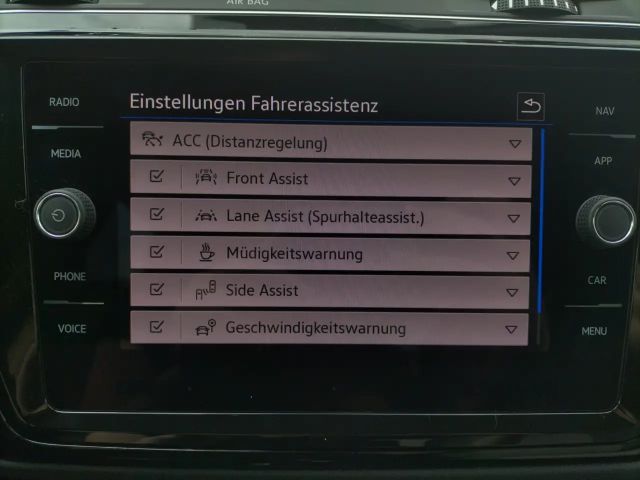 AIR BAG
RADIO
MEDIA
PHONE
VOICE
Einstellungen Fahrerassistenz
ACC (Distanzregelung)
Front Assist
Lane Assist (Spurhalteassist.)
Müdigkeitswarnung
Side Assist
Geschwindigkeitswarnung
NAV
APP
CAR
MENU